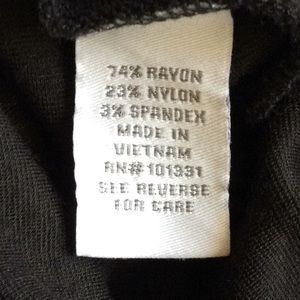 74% RAYON
23% NYLON
3% SPANDEX
MADE IN
VIETNAM
RN# 101331
SEE REVERSE
FOR CARE